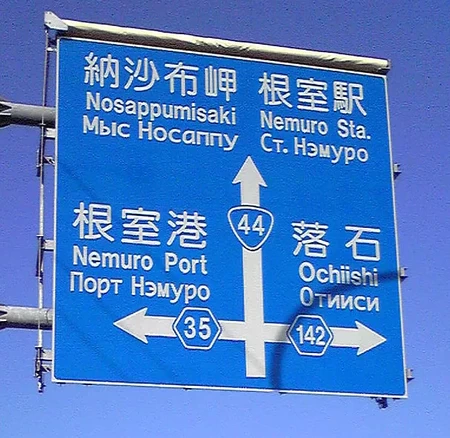 納沙布岬
Nosappumisaki
Мыс Носаппу
根室駅
Nemuro Sta.
Ст. Нэмуро
44
根室港
Nemuro Port
Порт Нэмуро
落石
Ochiishi
Отииси
35
142